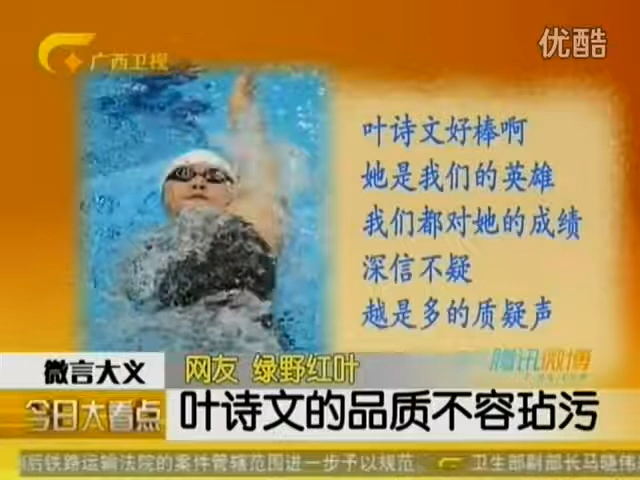 广西卫视
优酷
叶诗文好棒啊
她是我们的英雄
我们都对她的成绩
深信不疑
越是多的质疑声
腾讯微博
微言大义
网友 绿野红叶
今日大看点
叶诗文的品质不容玷污
后铁路运输法院的案件管辖范围进一步予以规范
卫生部副部长马晓伟